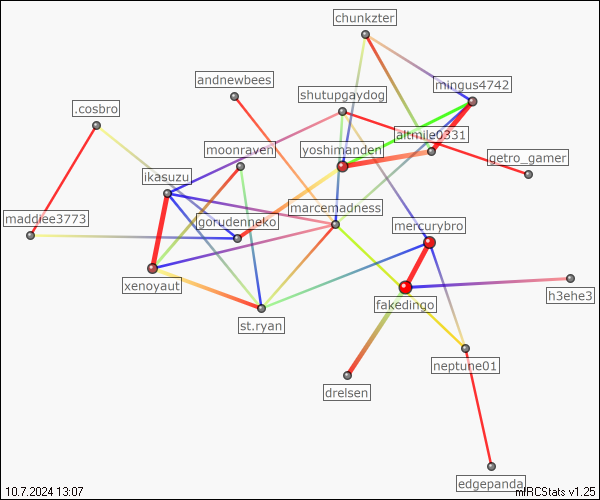 chunkzter
andnewbees
mingus4742
shutupgaydog
.cosbro
altnile0331
moonraven
yoshimanden
getro_gamer
ikasuzu
marcemadness
maddiee3773
gorudenneko
mercurybro
xenoyaut
h3ehe3
fakedingo
st.ryan
neptune01
drelsen
edgepanda
10.7.2024 13:07
mIRCStats v1.25